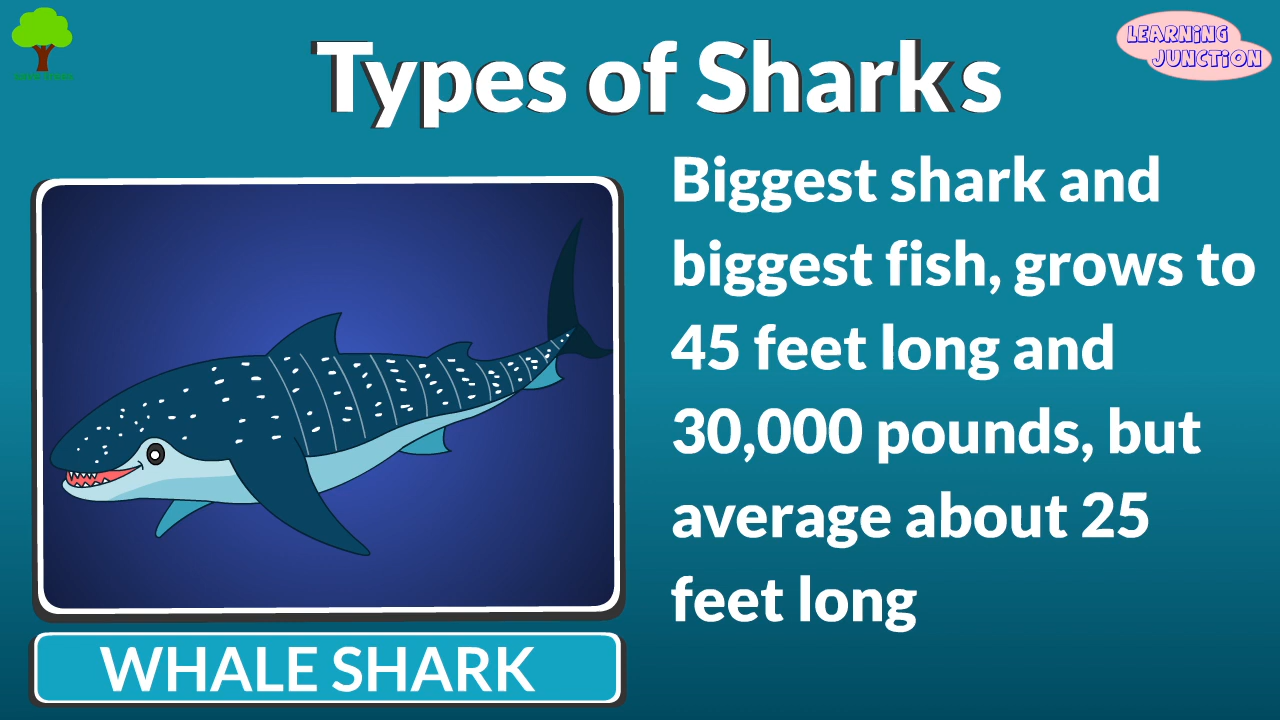 LEARNiNG
JUNCTiON
Types of Sharks
Biggest shark and
biggest fish, grows to
45 feet long and
30,000 pounds, but
average about 25
feet long
WHALE SHARK